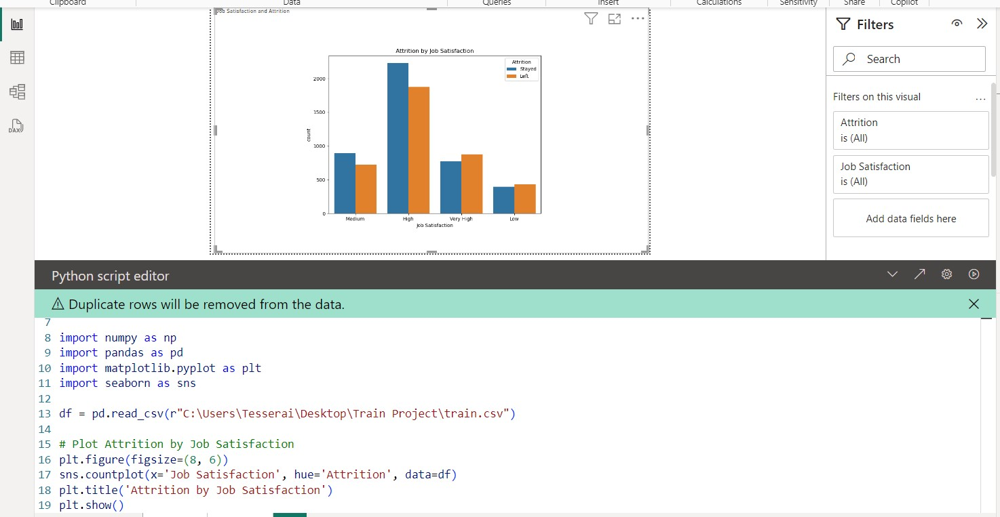 Clipboard
Data
Queries
Insert
Calculations
Sensitivity
Share
Copilot
Job Satisfaction and Attrition
Filters
Search
Filters on this visual
...
Attrition
is (All)
Job Satisfaction
is (All)
Add data fields here
DAX
Attrition by Job Satisfaction
Attrition
Stayed
Left
2000
1500
1000
500
0
count
Medium
High
Very High
Low
Job Satisfaction
Python script editor
Duplicate rows will be removed from the data.
7
8 import numpy as np
9 import pandas as pd
10 import matplotlib.pyplot as plt
11 import seaborn as sns
12
13 df = pd.read_csv(r"C:\Users\Tesserai\Desktop\Train Project\train.csv")
14
15 # Plot Attrition by Job Satisfaction
16 plt.figure(figsize=(8, 6))
17 sns.countplot(x='Job Satisfaction', hue='Attrition', data=df)
18 plt.title('Attrition by Job Satisfaction')
19 plt.show()